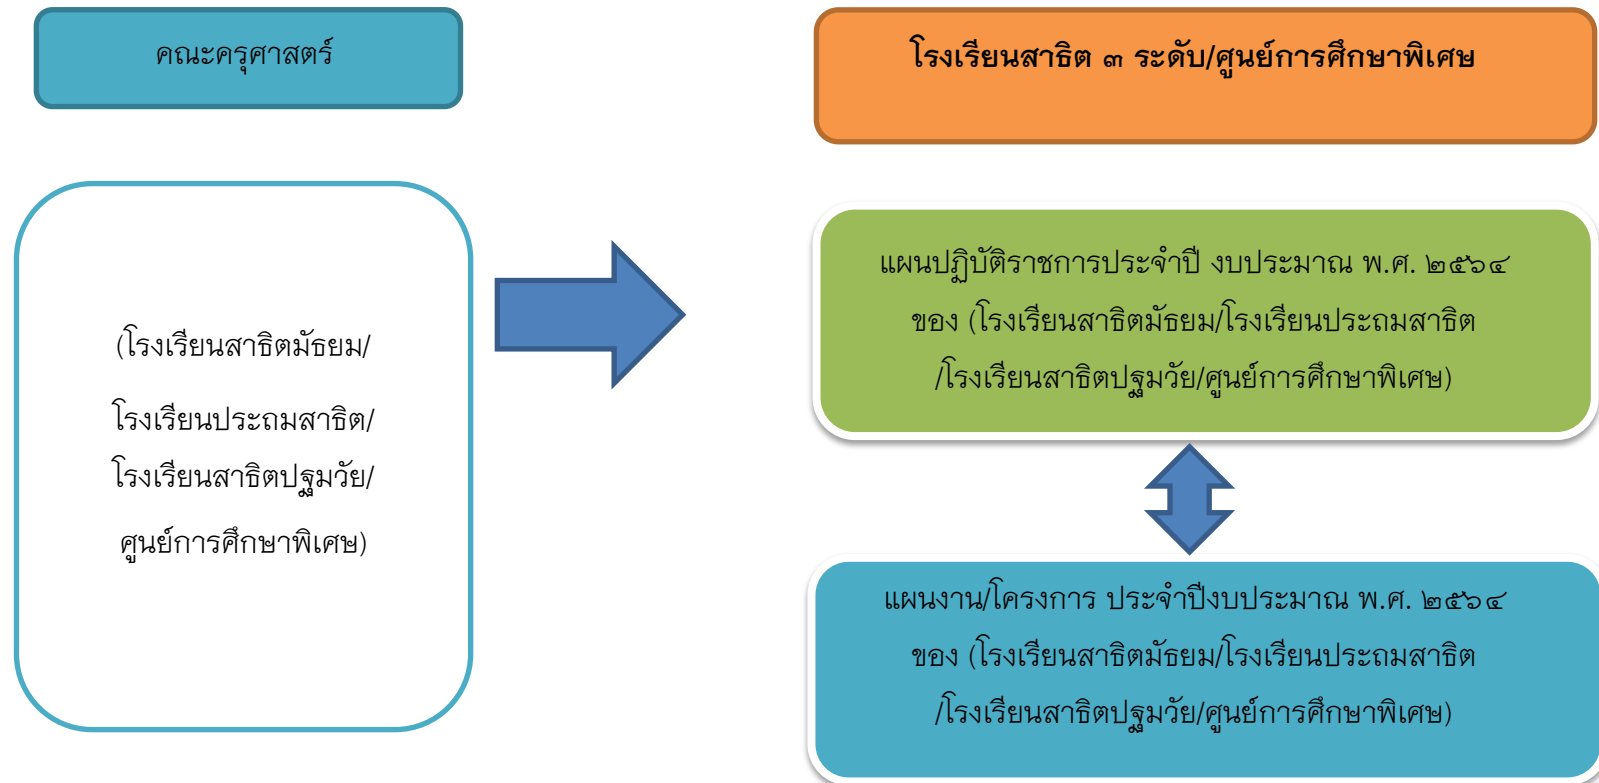 คณะครุศาสตร์
โรงเรียนสาธิต ๓ ระดับ/ศูนย์การศึกษาพิเศษ
(โรงเรียนสาธิตมัธยม/
โรงเรียนประถมสาธิต/
โรงเรียนสาธิตปฐมวัย/
ศูนย์การศึกษาพิเศษ)
แผนปฏิบัติราชการประจำปี งบประมาณ พ.ศ. ๒๕๖๔
ของ (โรงเรียนสาธิตมัธยม/โรงเรียนประถมสาธิต
/โรงเรียนสาธิตปฐมวัย/ศูนย์การศึกษาพิเศษ)
แผนงาน/โครงการ ประจำปีงบประมาณ พ.ศ. ๒๕๖๔
ของ (โรงเรียนสาธิตมัธยม/โรงเรียนประถมสาธิต
/โรงเรียนสาธิตปฐมวัย/ศูนย์การศึกษาพิเศษ)